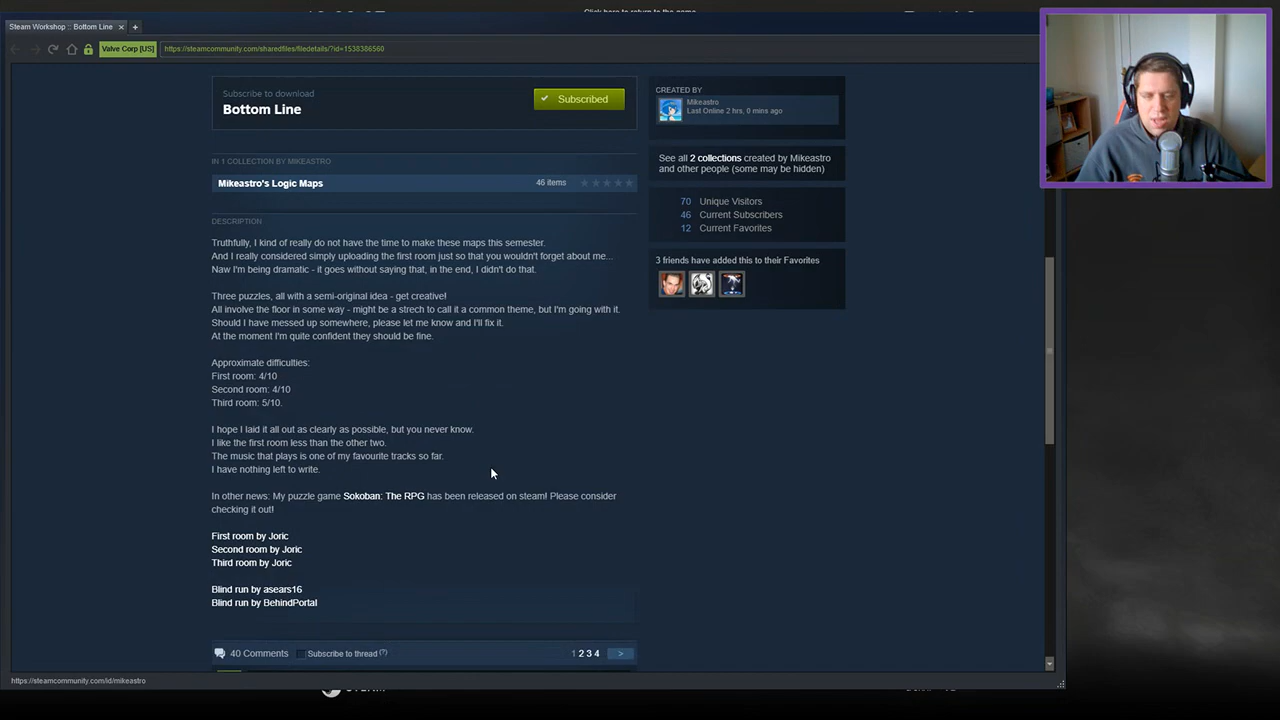 Click here to return to the game
Steam Workshop :: Bottom Line
Valve Corp [US]
https://steamcommunity.com/sharedfiles/filedetails/?id=1538386560
Subscribe to download
Bottom Line
Subscribed
CREATED BY
Mikeastro
Last Online 2 hrs, 0 mins ago
IN 1 COLLECTION BY MIKEASTRO
Mikeastro's Logic Maps
46 items
See all 2 collections created by Mikeastro
and other people (some may be hidden)
70 Unique Visitors
46 Current Subscribers
12 Current Favorites
3 friends have added this to their Favorites
DESCRIPTION
Truthfully, I kind of really do not have the time to make these maps this semester.
And I really considered simply uploading the first room just so that you wouldn't forget about me...
Naw I'm being dramatic - it goes without saying that, in the end, I didn't do that.
Three puzzles, all with a semi-original idea - get creative!
All involve the floor in some way - might be a strech to call it a common theme, but I'm going with it.
Should I have messed up somewhere, please let me know and I'll fix it.
At the moment I'm quite confident they should be fine.
Approximate difficulties:
First room: 4/10
Second room: 4/10
Third room: 5/10.
I hope I laid it all out as clearly as possible, but you never know.
I like the first room less than the other two.
The music that plays is one of my favourite tracks so far.
I have nothing left to write.
In other news: My puzzle game Sokoban: The RPG has been released on steam! Please consider
checking it out!
First room by Joric
Second room by Joric
Third room by Joric
Blind run by asears16
Blind run by BehindPortal
40 Comments
Subscribe to thread (?)
1 2 3 4 >
https://steamcommunity.com/id/mikeastro